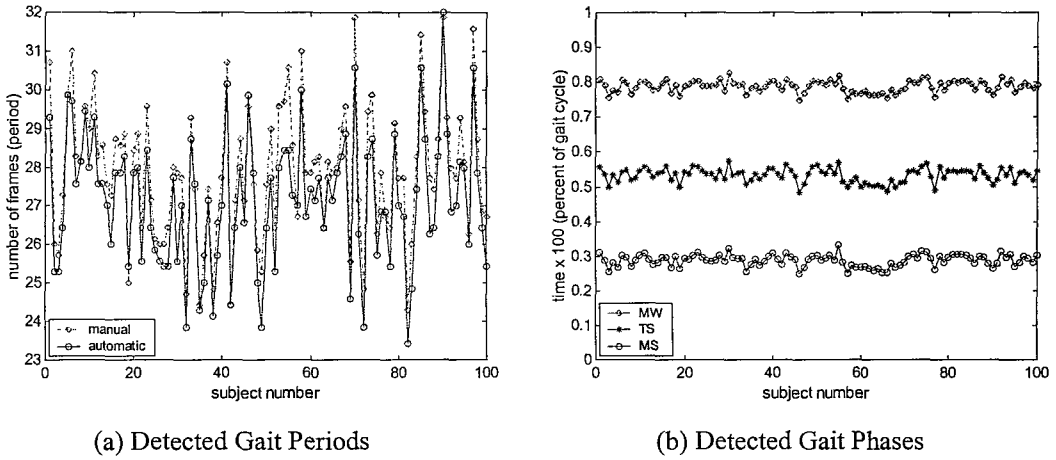 32
31
30
29
28
27
26
25
24
23
number of frames (period)
manual
automatic
0 20 40 60 80 100
subject number
(a) Detected Gait Periods
1
0.9
0.8
0.7
0.6
0.5
0.4
0.3
0.2
0.1
0
time x 100 (percent of gait cycle)
MW
TS
MS
0 20 40 60 80 100
subject number
(b) Detected Gait Phases